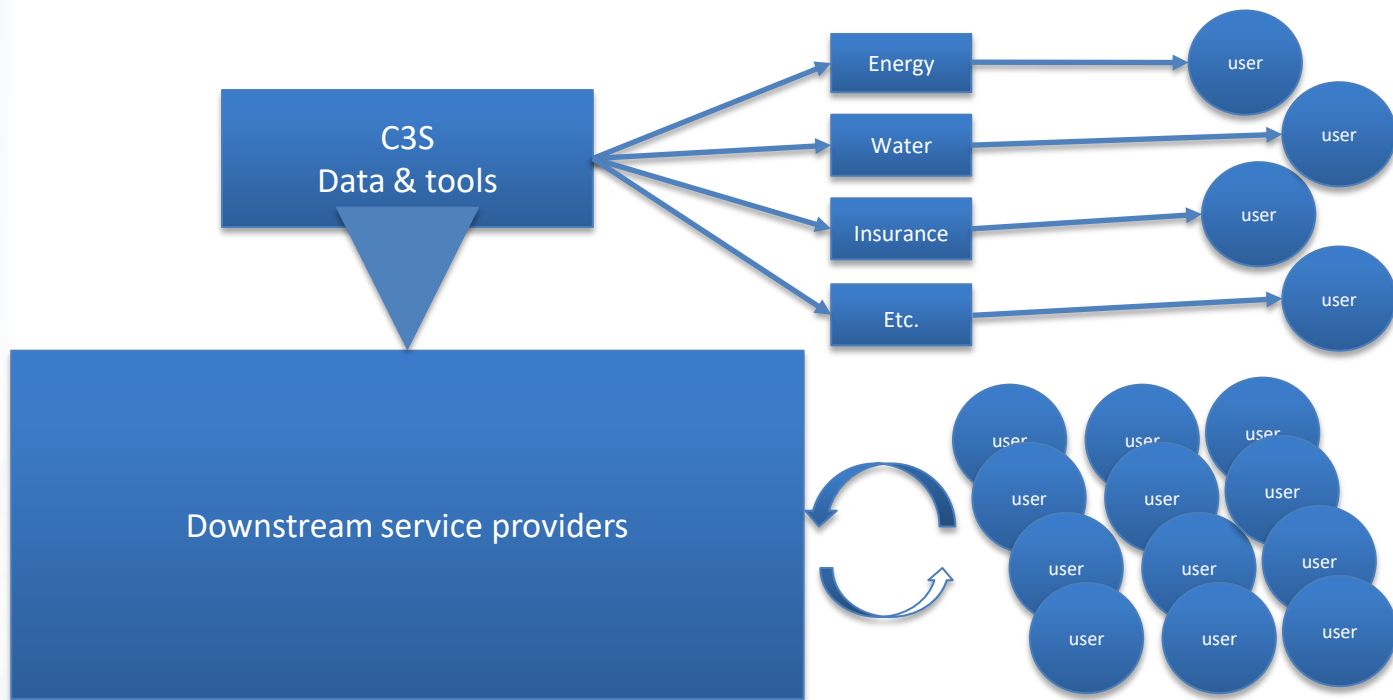 C3S
Data & tools
Energy
user
Water
user
Insurance
user
Etc.
user
Downstream service providers
user
user
user
user
user
user
user
user
user
user
user
user